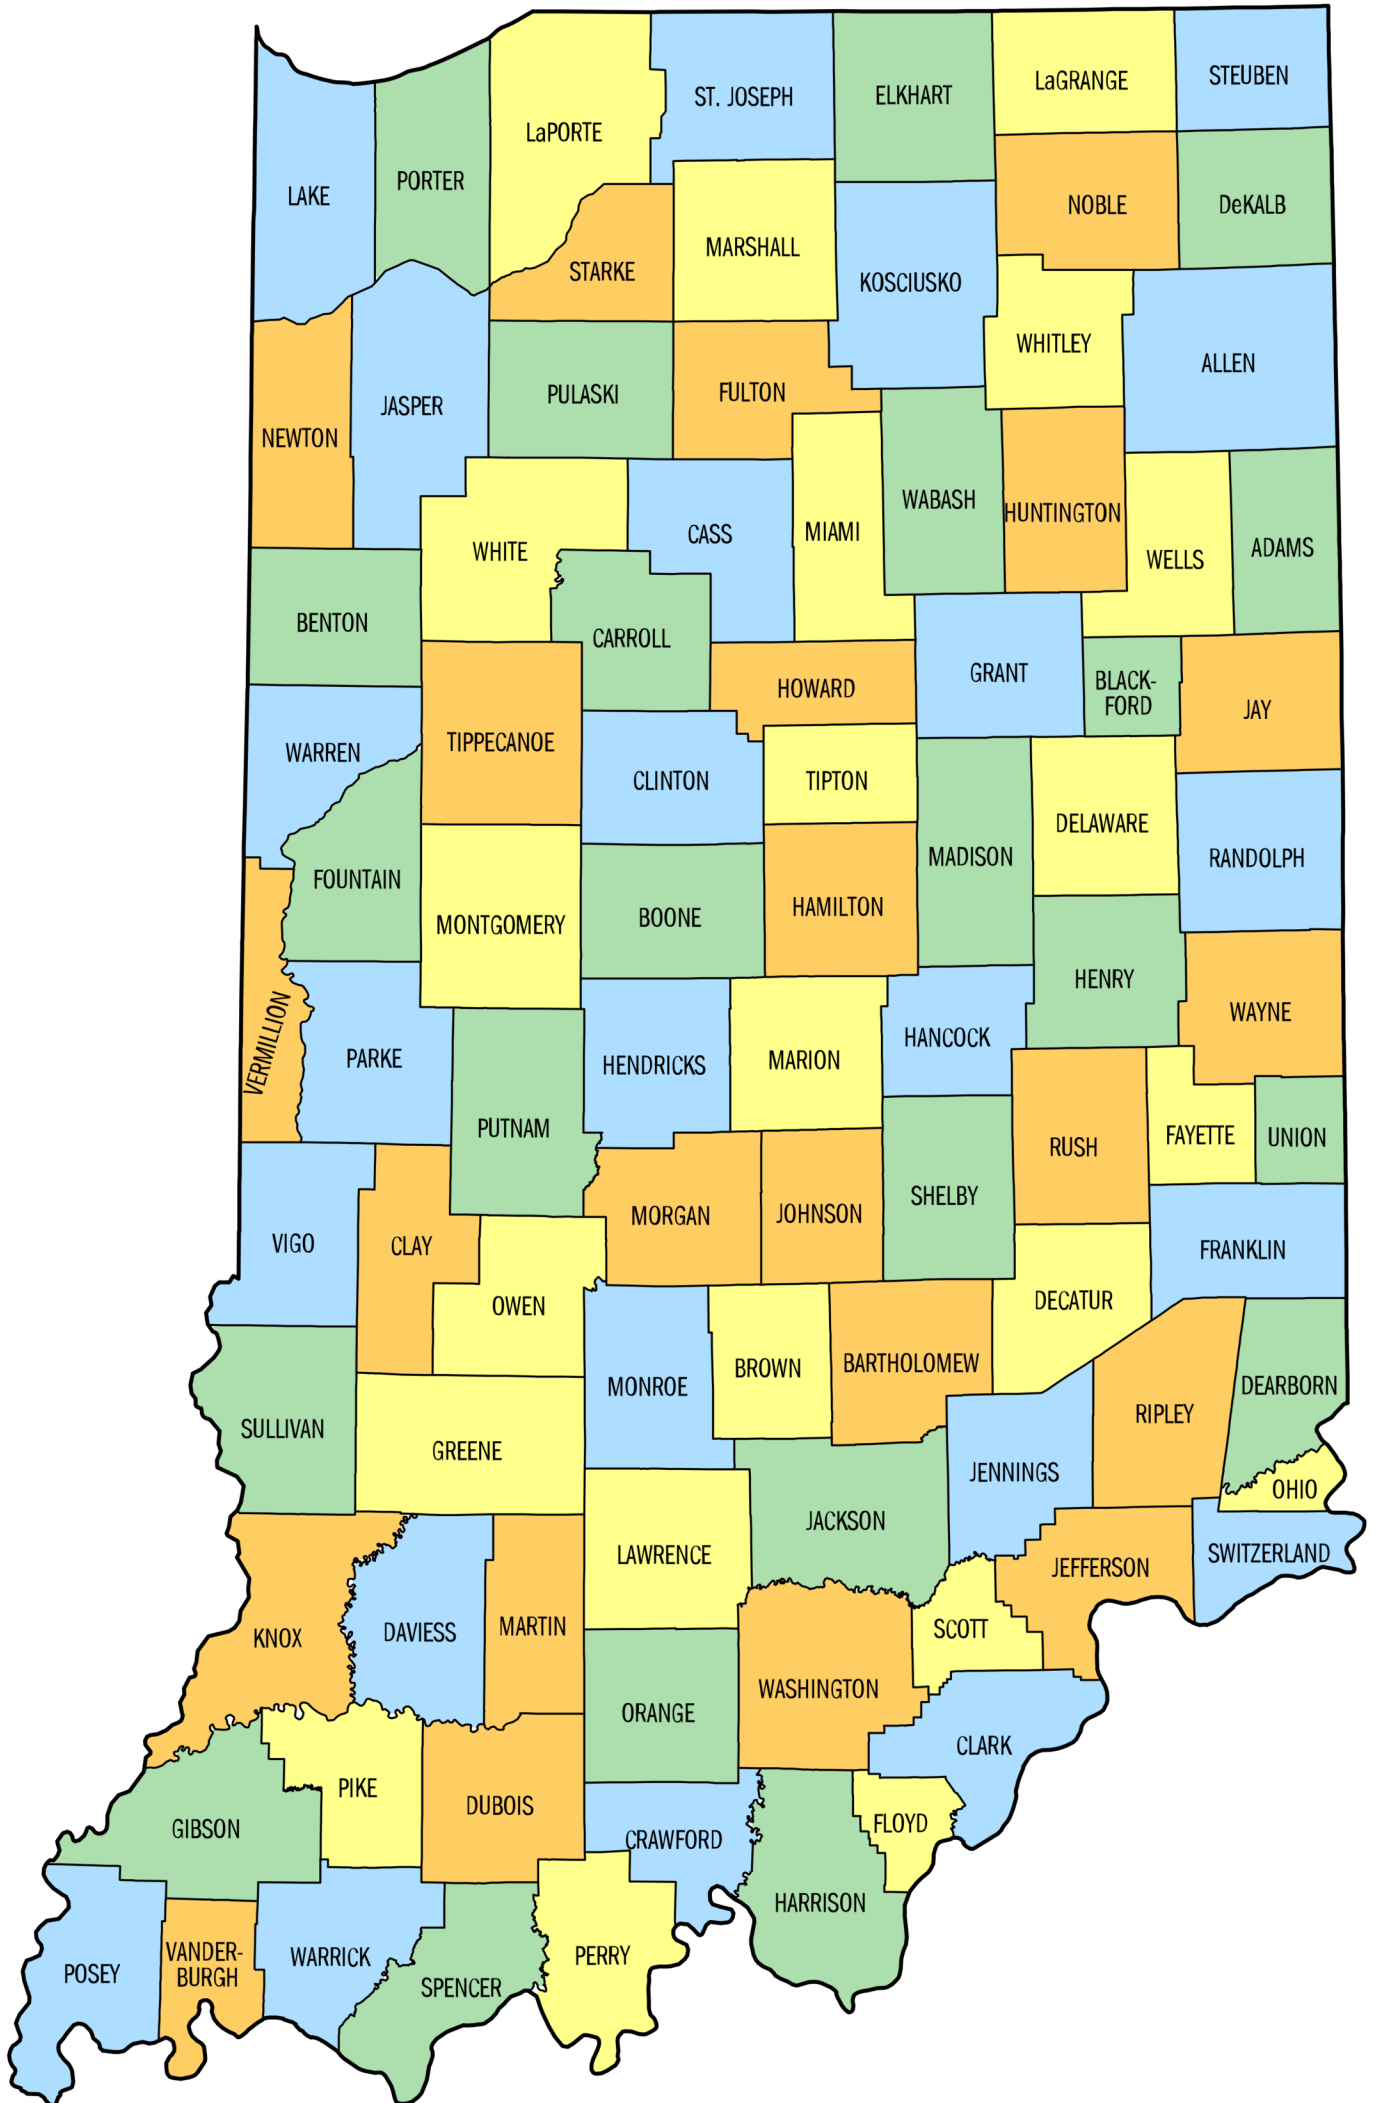 STEUBEN
LaGRANGE
ELKHART
ST. JOSEPH
LaPORTE
PORTER
LAKE
NOBLE
DeKALB
MARSHALL
STARKE
KOSCIUSKO
WHITLEY
ALLEN
PULASKI
FULTON
JASPER
NEWTON
WABASH
HUNTINGTON
MIAMI
CASS
WHITE
WELLS
ADAMS
BENTON
CARROLL
GRANT
HOWARD
BLACK-
FORD
JAY
TIPPECANOE
WARREN
CLINTON
TIPTON
DELAWARE
MADISON
RANDOLPH
FOUNTAIN
MONTGOMERY
BOONE
HAMILTON
HENRY
WAYNE
VERMILLION
PARKE
HENDRICKS
MARION
HANCOCK
PUTNAM
RUSH
FAYETTE
UNION
SHELBY
MORGAN
JOHNSON
VIGO
CLAY
FRANKLIN
OWEN
DECATUR
MONROE
BROWN
BARTHOLOMEW
DEARBORN
RIPLEY
SULLIVAN
GREENE
JENNINGS
OHIO
JACKSON
LAWRENCE
SWITZERLAND
JEFFERSON
KNOX
DAVIESS
MARTIN
SCOTT
WASHINGTON
ORANGE
CLARK
PIKE
DUBOIS
GIBSON
CRAWFORD
FLOYD
HARRISON
POSEY
VANDER-
BURGH
WARRICK
SPENCER
PERRY